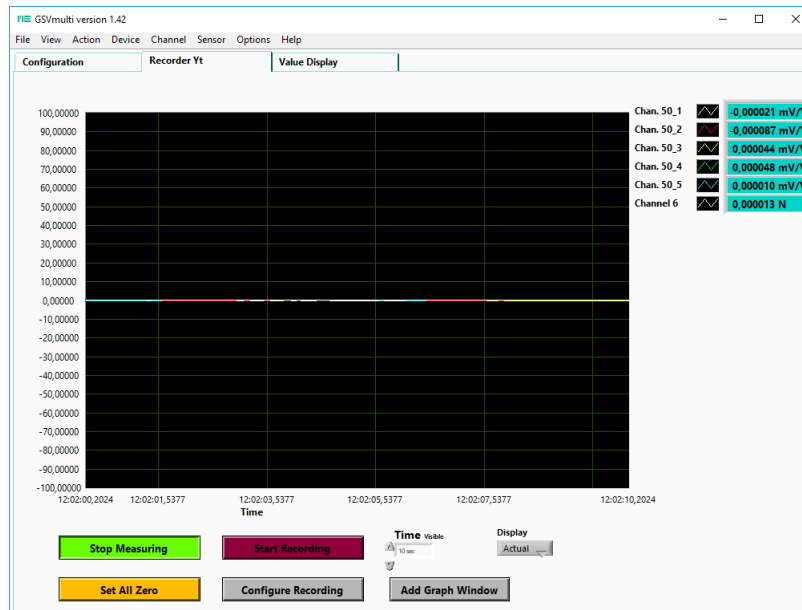 GSVmulti version 1.42
File View Action Device Channel Sensor Options Help
Configuration Recorder Yt Value Display
100,00000
90,00000
80,00000
70,00000
60,00000
50,00000
40,00000
30,00000
20,00000
10,00000
0,00000
-10,00000
-20,00000
-30,00000
-40,00000
-50,00000
-60,00000
-70,00000
-80,00000
-90,00000
-100,00000
12:02:00,2024 12:02:01,5377 12:02:03,5377 12:02:05,5377 12:02:07,5377 12:02:10,2024
Time
Chan. 50_1 -0,000021 mV/V
Chan. 50_2 -0,000087 mV/V
Chan. 50_3 0,000044 mV/V
Chan. 50_4 0,000048 mV/V
Chan. 50_5 0,000010 mV/V
Channel 6 0,000013 N
Stop Measuring Start Recording Time Visible Display
10 sec Actual
Set All Zero Configure Recording Add Graph Window